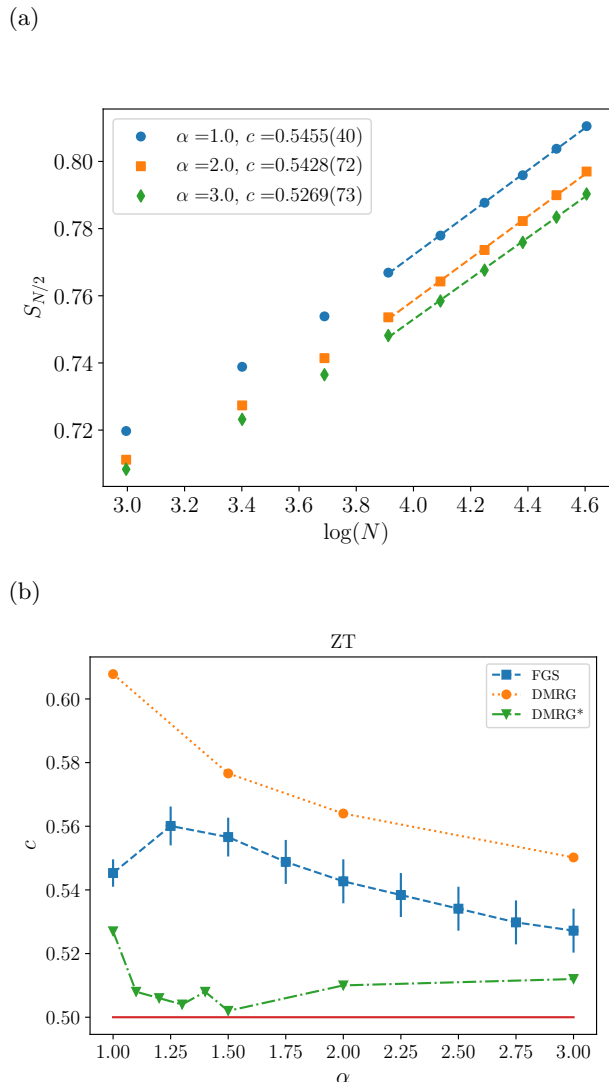 (a)
α =1.0, c =0.5455(40)
α =2.0, c =0.5428(72)
α =3.0, c =0.5269(73)
0.80
0.78
0.76
0.74
0.72
S_{N/2}
3.0 3.2 3.4 3.6 3.8 4.0 4.2 4.4 4.6
log(N)
(b)
ZT
FGS
DMRG
DMRG*
0.60
0.58
0.56
0.54
0.52
0.50
c
1.00 1.25 1.50 1.75 2.00 2.25 2.50 2.75 3.00
α